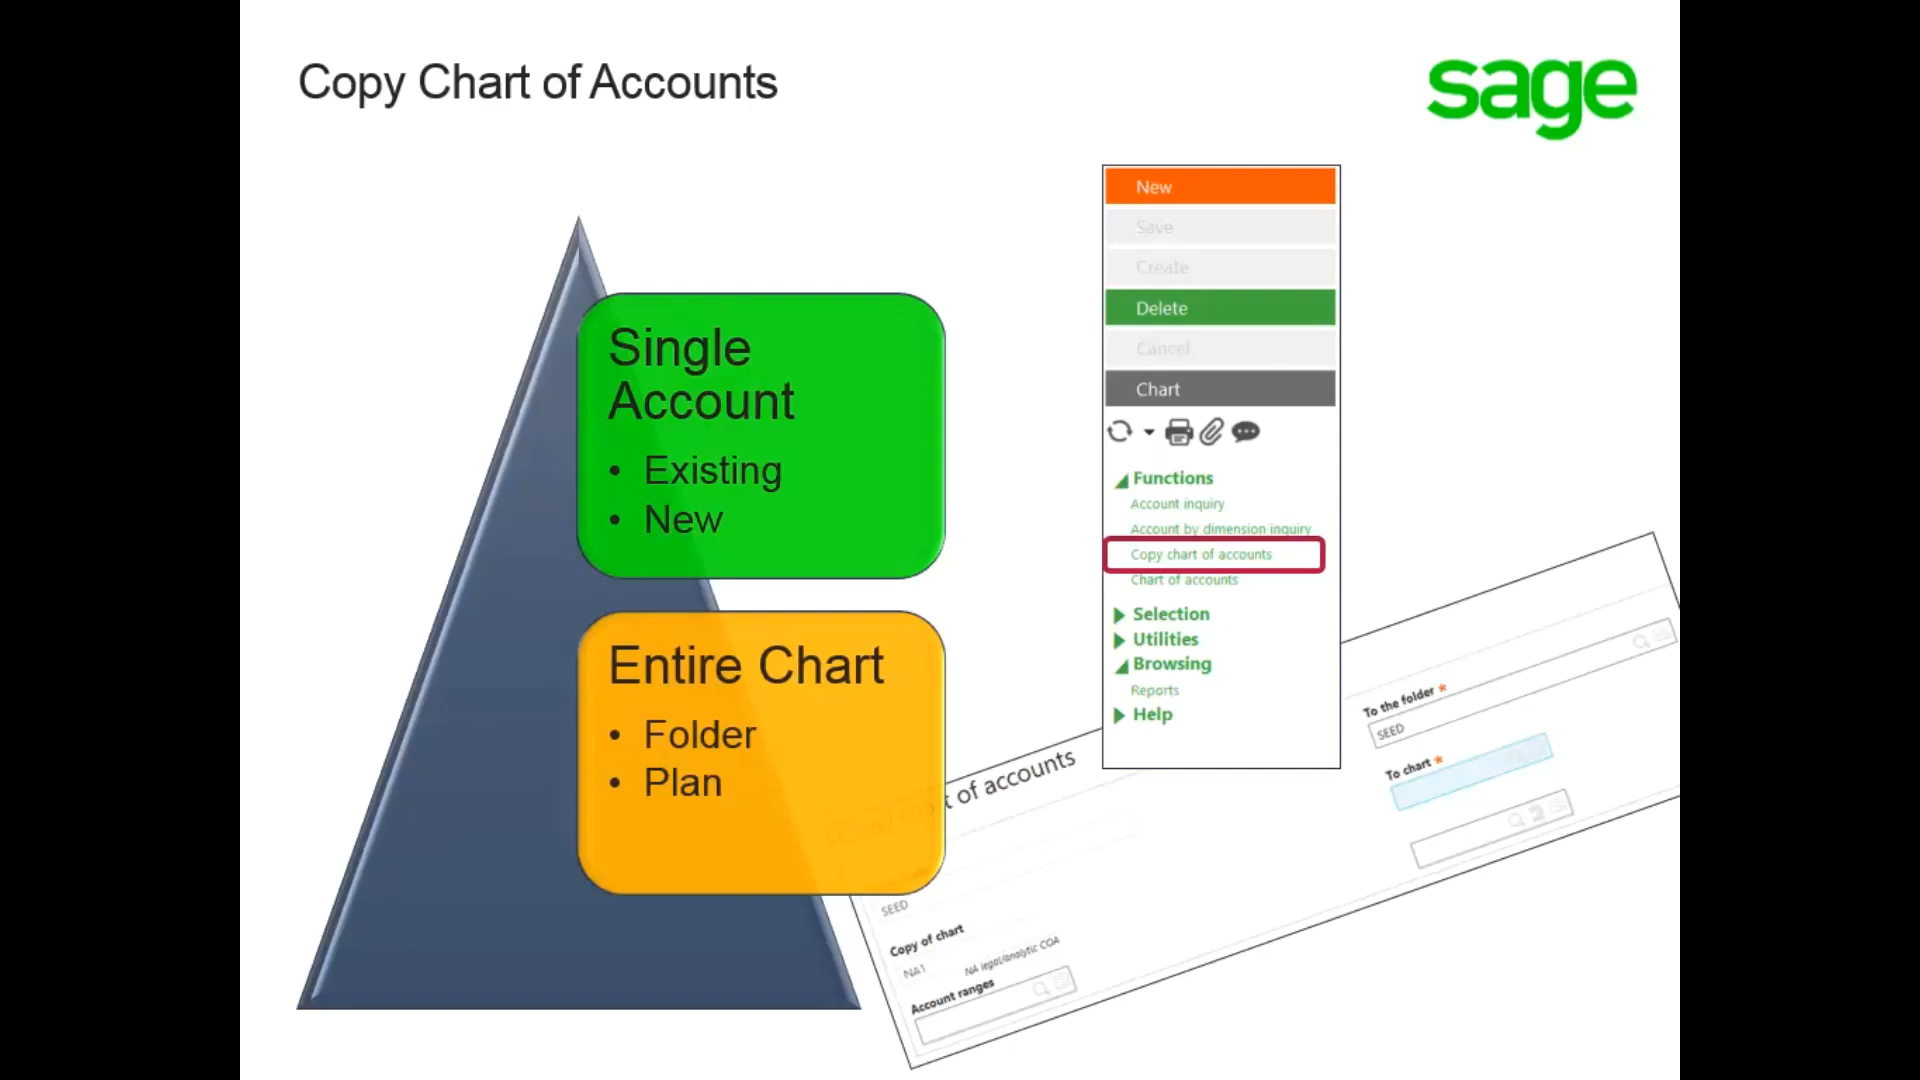 Copy Chart of Accounts
sage
Single
Account
• Existing
• New
Entire Chart
• Folder
• Plan
New
Save
Create
Delete
Cancel
Chart
Functions
Account inquiry
Account by dimension inquiry
Copy chart of accounts
Chart of accounts
Selection
Utilities
Browsing
Reports
Help
of accounts
SEED
Copy of chart
NA1 NA legal/analytic COA
Account ranges
To the folder *
SEED
To chart *